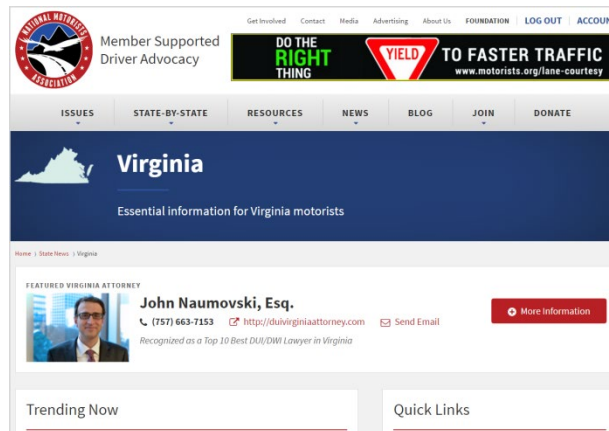 NATIONAL MOTORISTS
ASSOCIATION
Member Supported
Driver Advocacy
Get Involved Contact Media Advertising About Us FOUNDATION LOG OUT ACCOUN
DO THE
RIGHT
THING
YIELD
TO FASTER TRAFFIC
www.motorists.org/lane-courtesy
ISSUES STATE-BY-STATE RESOURCES NEWS BLOG JOIN DONATE
Virginia
Essential information for Virginia motorists
Home ⟩ State News ⟩ Virginia
FEATURED VIRGINIA ATTORNEY
John Naumovski, Esq.
(757) 663-7153 http://duivirginiaattorney.com Send Email
Recognized as a Top 10 Best DUI/DWI Lawyer in Virginia
More Information
Trending Now
Quick Links